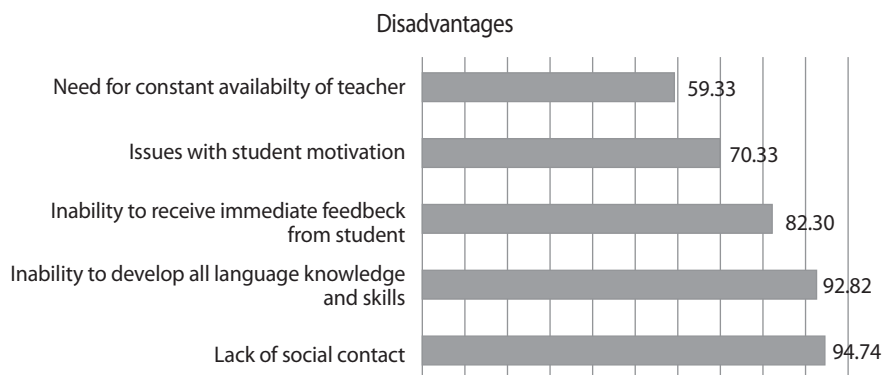 Disadvantages
Need for constant availabilty of teacher
59.33
Issues with student motivation
70.33
Inability to receive immediate feedbeck
from student
82.30
Inability to develop all language knowledge
and skills
92.82
Lack of social contact
94.74